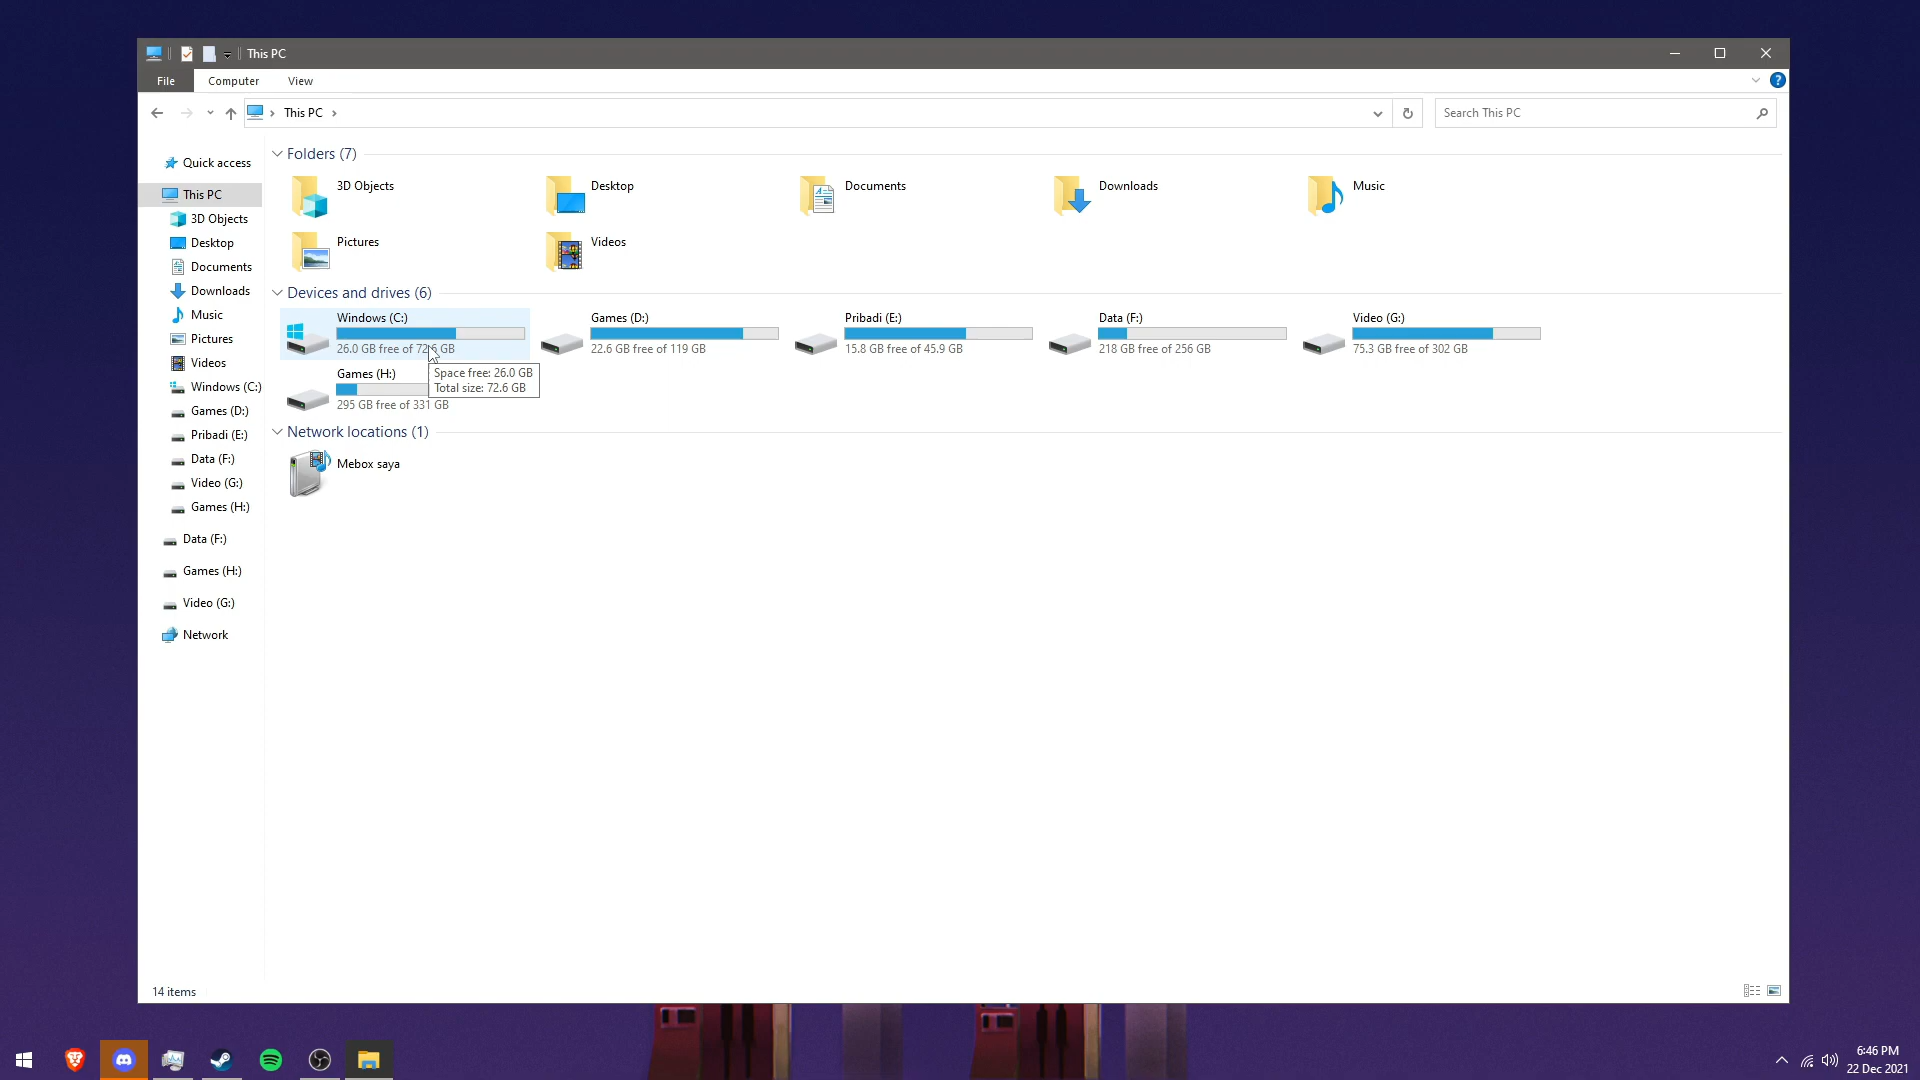 This PC
File
Computer
View
This PC
Search This PC
Quick access
This PC
3D Objects
Desktop
Documents
Downloads
Music
Pictures
Videos
Windows (C:)
Games (D:)
Pribadi (E:)
Data (F:)
Video (G:)
Games (H:)
Data (F:)
Games (H:)
Video (G:)
Network
Folders (7)
3D Objects
Desktop
Documents
Downloads
Music
Pictures
Videos
Devices and drives (6)
Windows (C:)
26.0 GB free of 72.6 GB
Games (D:)
22.6 GB free of 119 GB
Pribadi (E:)
15.8 GB free of 45.9 GB
Data (F:)
218 GB free of 256 GB
Video (G:)
75.3 GB free of 302 GB
Games (H:)
295 GB free of 331 GB
Space free: 26.0 GB
Total size: 72.6 GB
Network locations (1)
Mebox saya
14 items
6:46 PM
22 Dec 2021